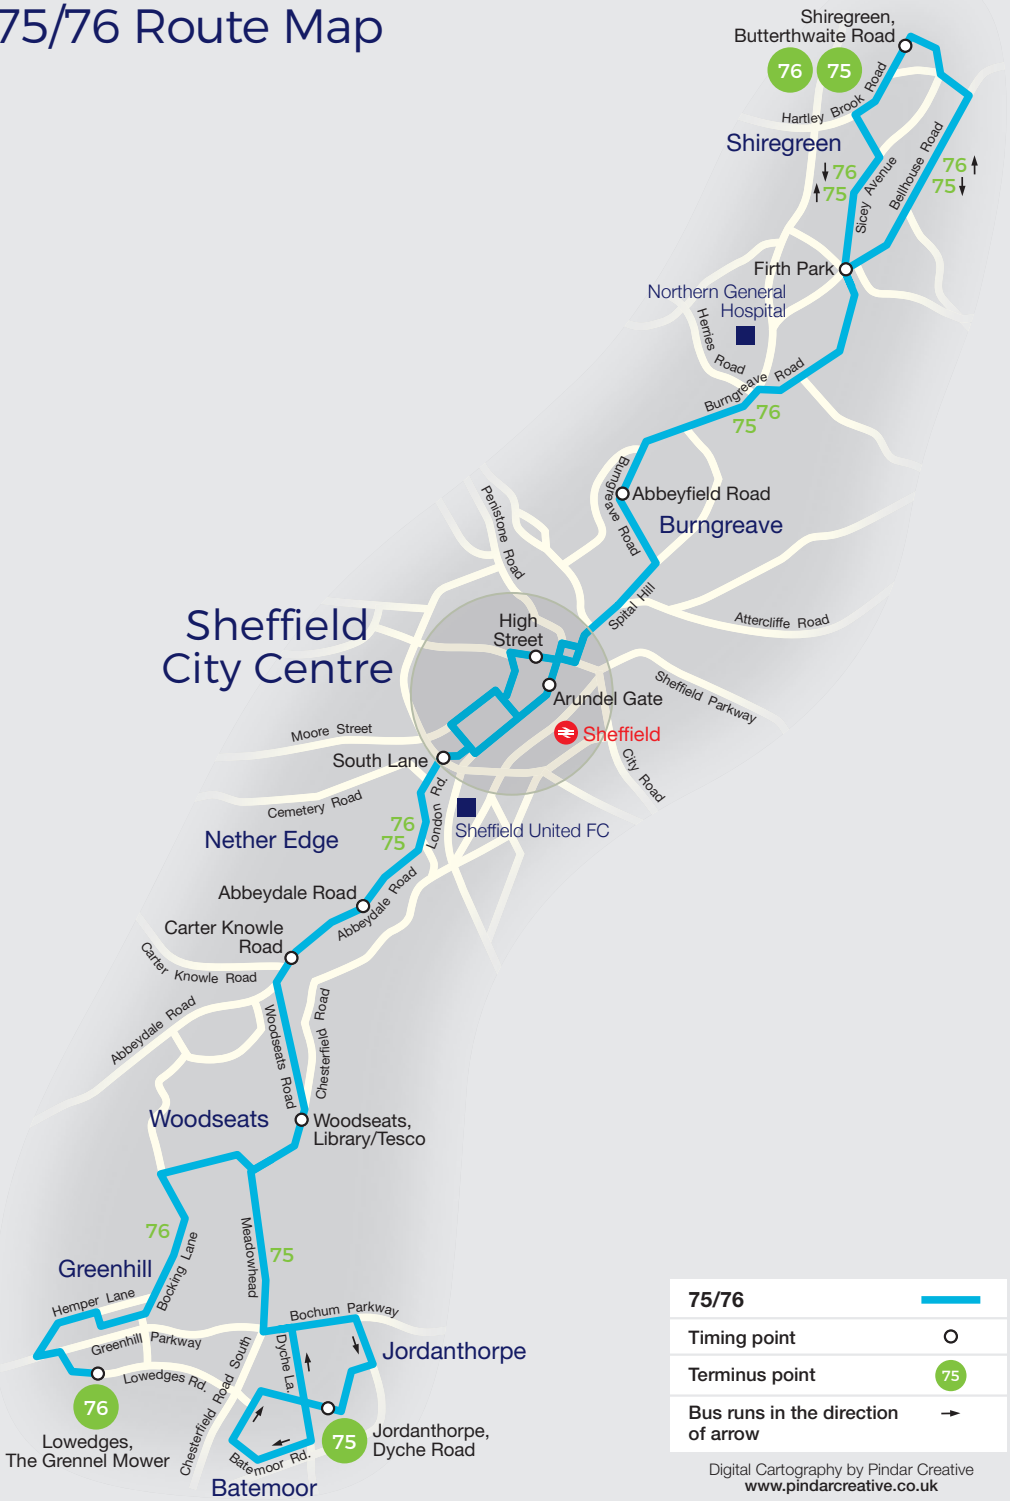 75/76 Route Map
Shiregreen,
Butterthwaite Road
76
75
Hartley Brook Road
Shiregreen
76
75
Sicey Avenue
Bellhouse Road
76
75
Firth Park
Northern General
Hospital
Herries Road
Burngreave Road
76
75
Burngreave Road
Abbeyfield Road
Burngreave
Penistone Road
Spital Hill
Attercliffe Road
Sheffield
City Centre
High
Street
Arundel Gate
Sheffield Parkway
Sheffield
City Road
Moore Street
South Lane
Cemetery Road
London Rd.
76
75
Nether Edge
Sheffield United FC
Abbeydale Road
Abbeydale Road
Carter Knowle
Road
Carter Knowle Road
Abbeydale Road
Woodseats Road
Chesterfield Road
Woodseats
Woodseats,
Library/Tesco
76
Meadowhead
75
Bocking Lane
Greenhill
Hemper Lane
Greenhill Parkway
Bochum Parkway
Jordanthorpe
Dyche La.
Lowedges Rd.
Chesterfield Road South
76
Lowedges,
The Grennel Mower
75
Jordanthorpe,
Dyche Road
Batemoor Rd.
Batemoor
75/76
Timing point
Terminus point
75
Bus runs in the direction
of arrow
Digital Cartography by Pindar Creative
www.pindarcreative.co.uk